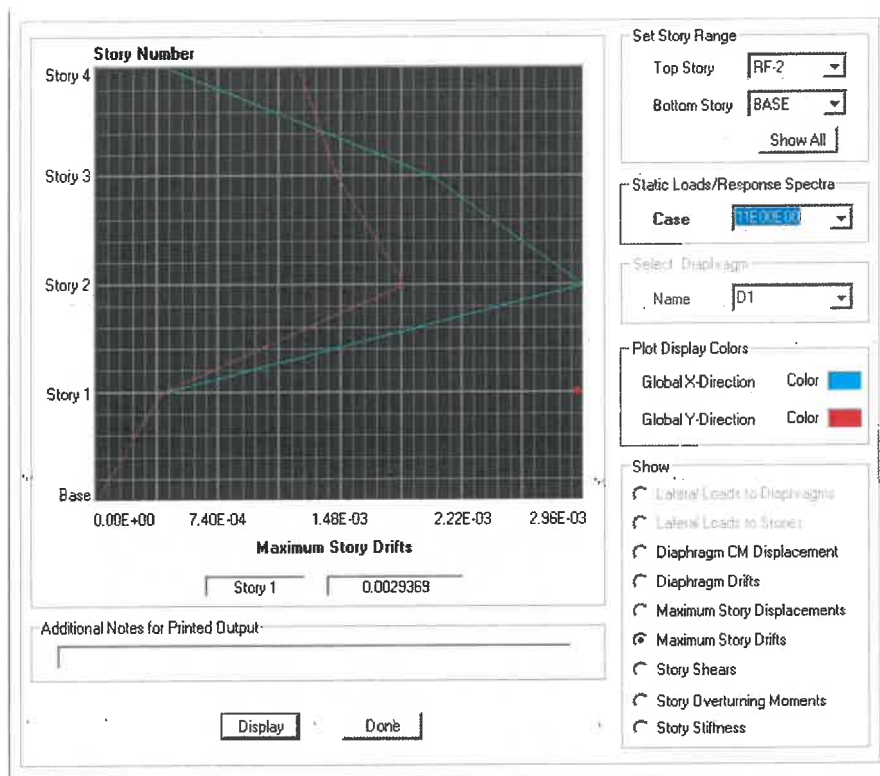 Story Number
Story 4
Story 3
Story 2
Story 1
Base
0.00E+00 7.40E-04 1.48E-03 2.22E-03 2.96E-03
Maximum Story Drifts
Story 1 0.0029369
Additional Notes for Printed Output
Display Done
Set Story Range
Top Story RF-2
Bottom Story BASE
Show All
Static Loads/Response Spectra
Case 11E00E00
Select Diaphragm
Name D1
Plot Display Colors
Global X-Direction Color
Global Y-Direction Color
Show
Lateral Loads to Diaphragms
Lateral Loads to Stories
Diaphragm CM Displacement
Diaphragm Drifts
Maximum Story Displacements
Maximum Story Drifts
Story Shears
Story Overturning Moments
Story Stiffness